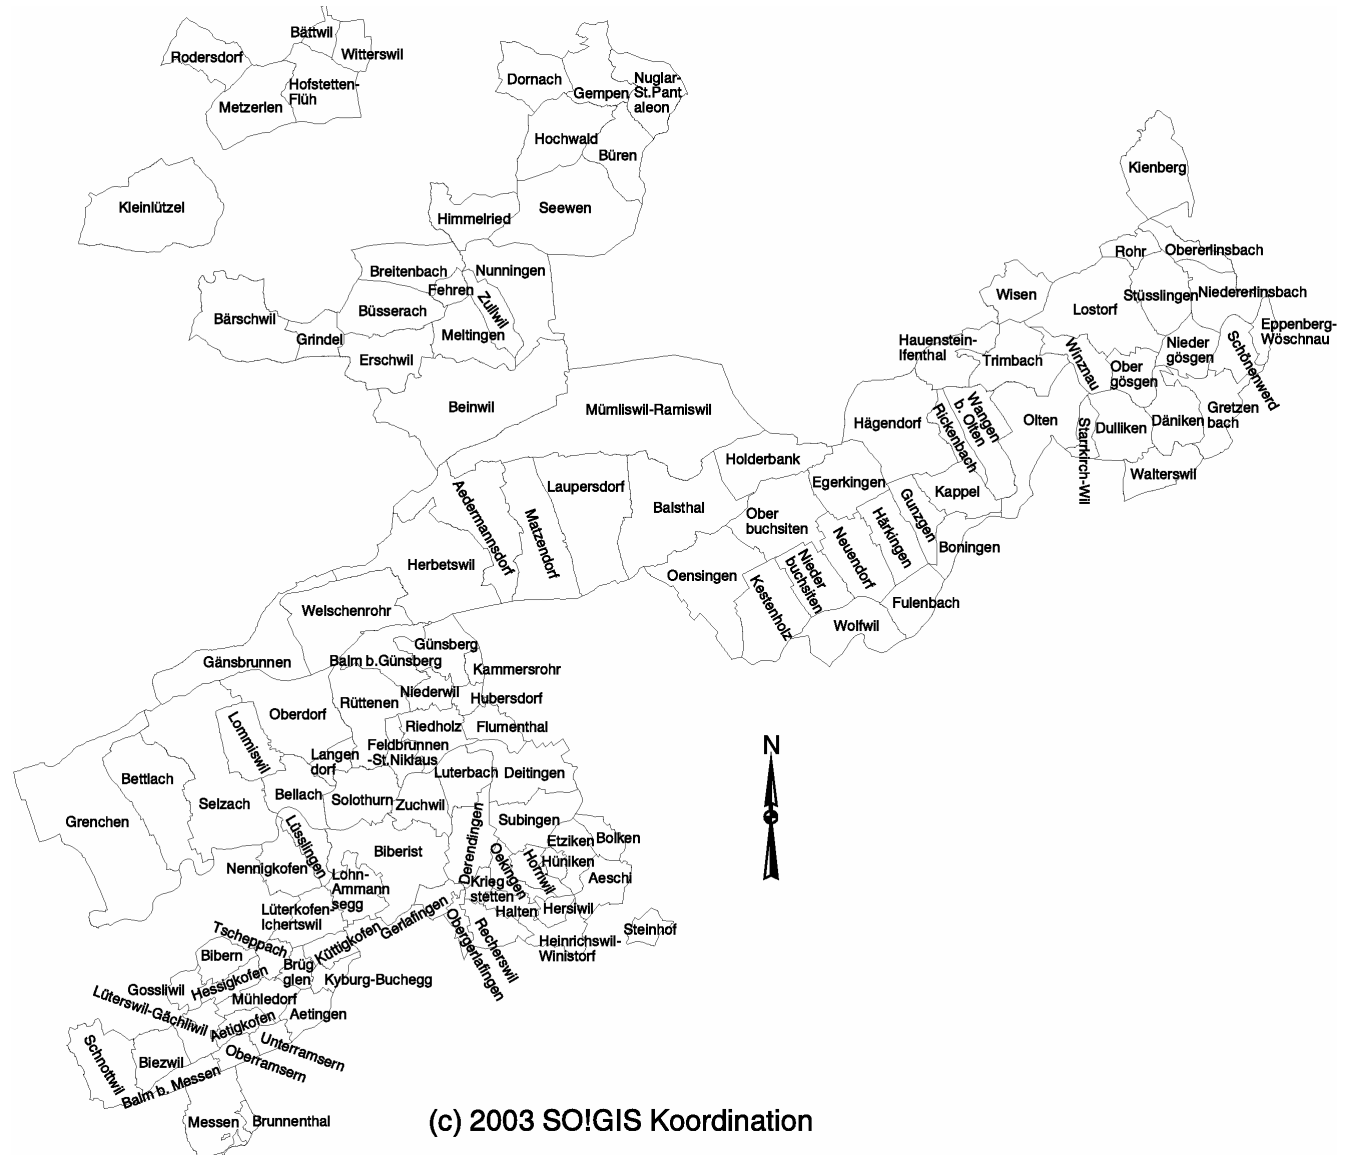 Bättwil
Rodersdorf
Witterswil
Hofstetten-
Flüh
Metzerlen
Dornach
Gempen
Nuglar-
St.Pant
aleon
Hochwald
Büren
Kleinlützel
Seewen
Himmelried
Kienberg
Breitenbach
Nunningen
Fehren
Zullwil
Büsserach
Bärschwil
Grindel
Meltingen
Erschwil
Beinwil
Mümliswil-Ramiswil
Rohr
Obererlinsbach
Wisen
Lostorf
Stüsslingen
Niedererlinsbach
Eppenberg-
Wöschnau
Hauenstein-
Ifenthal
Trimbach
Winznau
Ober
gösgen
Nieder
gösgen
Schönenwerd
Hägendorf
Rickenbach
Wangen
b. Olten
Olten
Starrkirch-Wil
Dulliken
Däniken
Gretzen
bach
Walterswil
Holderbank
Egerkingen
Kappel
Laupersdorf
Balsthal
Aedermannsdorf
Matzendorf
Ober
buchsiten
Gunzgen
Härkingen
Neuendorf
Boningen
Herbetswil
Oensingen
Nieder
buchsiten
Kestenholz
Fulenbach
Wolfwil
Welschenrohr
Gänsbrunnen
Günsberg
Balm b.Günsberg
Kammersrohr
Niederwil
Hubersdorf
Rüttenen
Oberdorf
Lommiswil
Riedholz
Flumenthal
Feldbrunnen
-St.Niklaus
Langen
dorf
Luterbach
Deitingen
Bettlach
Selzach
Bellach
Solothurn
Zuchwil
Grenchen
Derendingen
Subingen
Lüsslingen
Biberist
Etziken
Bolken
Oekingen
Horriwil
Hüniken
Aeschi
Nennigkofen
Lohn-
Ammann
segg
Krieg
stetten
Halten
Hersiwil
Lüterkofen-
Ichertswil
Gerlafingen
Obergerlafingen
Recherswil
Steinhof
Heinrichswil-
Winistorf
Tscheppach
Küttigkofen
Bibern
Brüg
glen
Kyburg-Buchegg
Gossliwil
Hessigkofen
Mühledorf
Lüterswil-Gächliwil
Aetigkofen
Aetingen
Unterramsern
Oberramsern
Schnottwil
Biezwil
Balm b. Messen
Messen
Brunnenthal
N
(c) 2003 SO!GIS Koordination